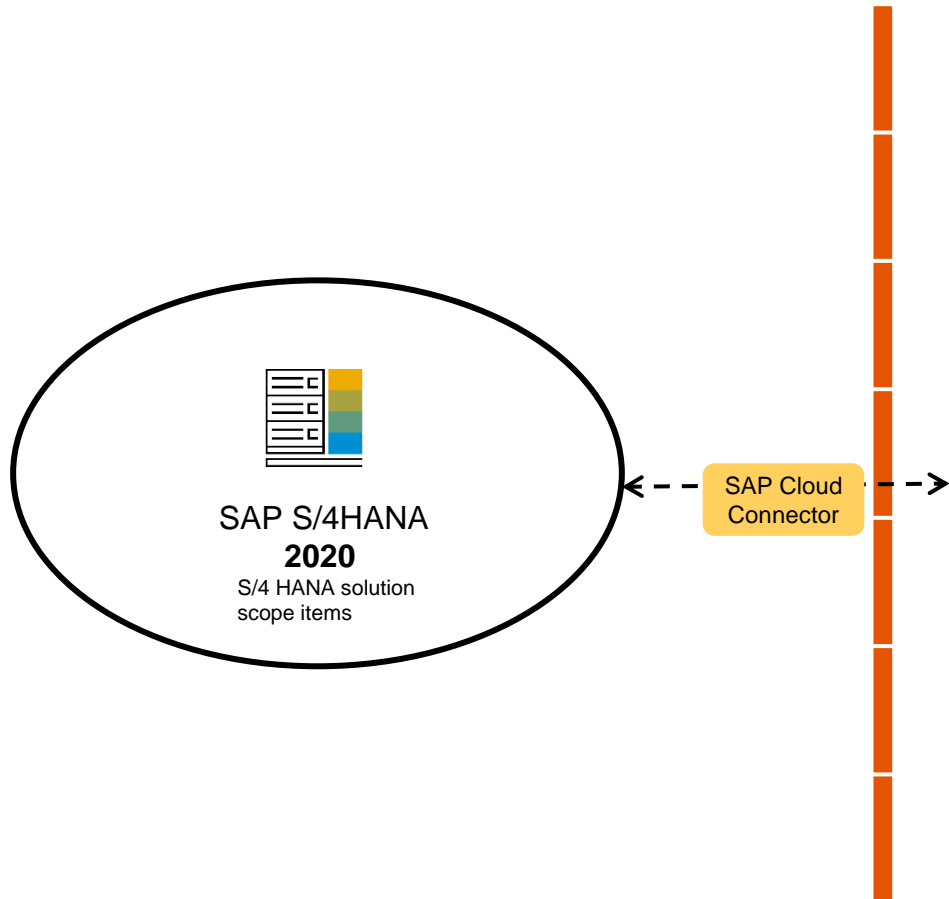 SAP S/4HANA
2020
S/4 HANA solution
scope items
SAP Cloud
Connector